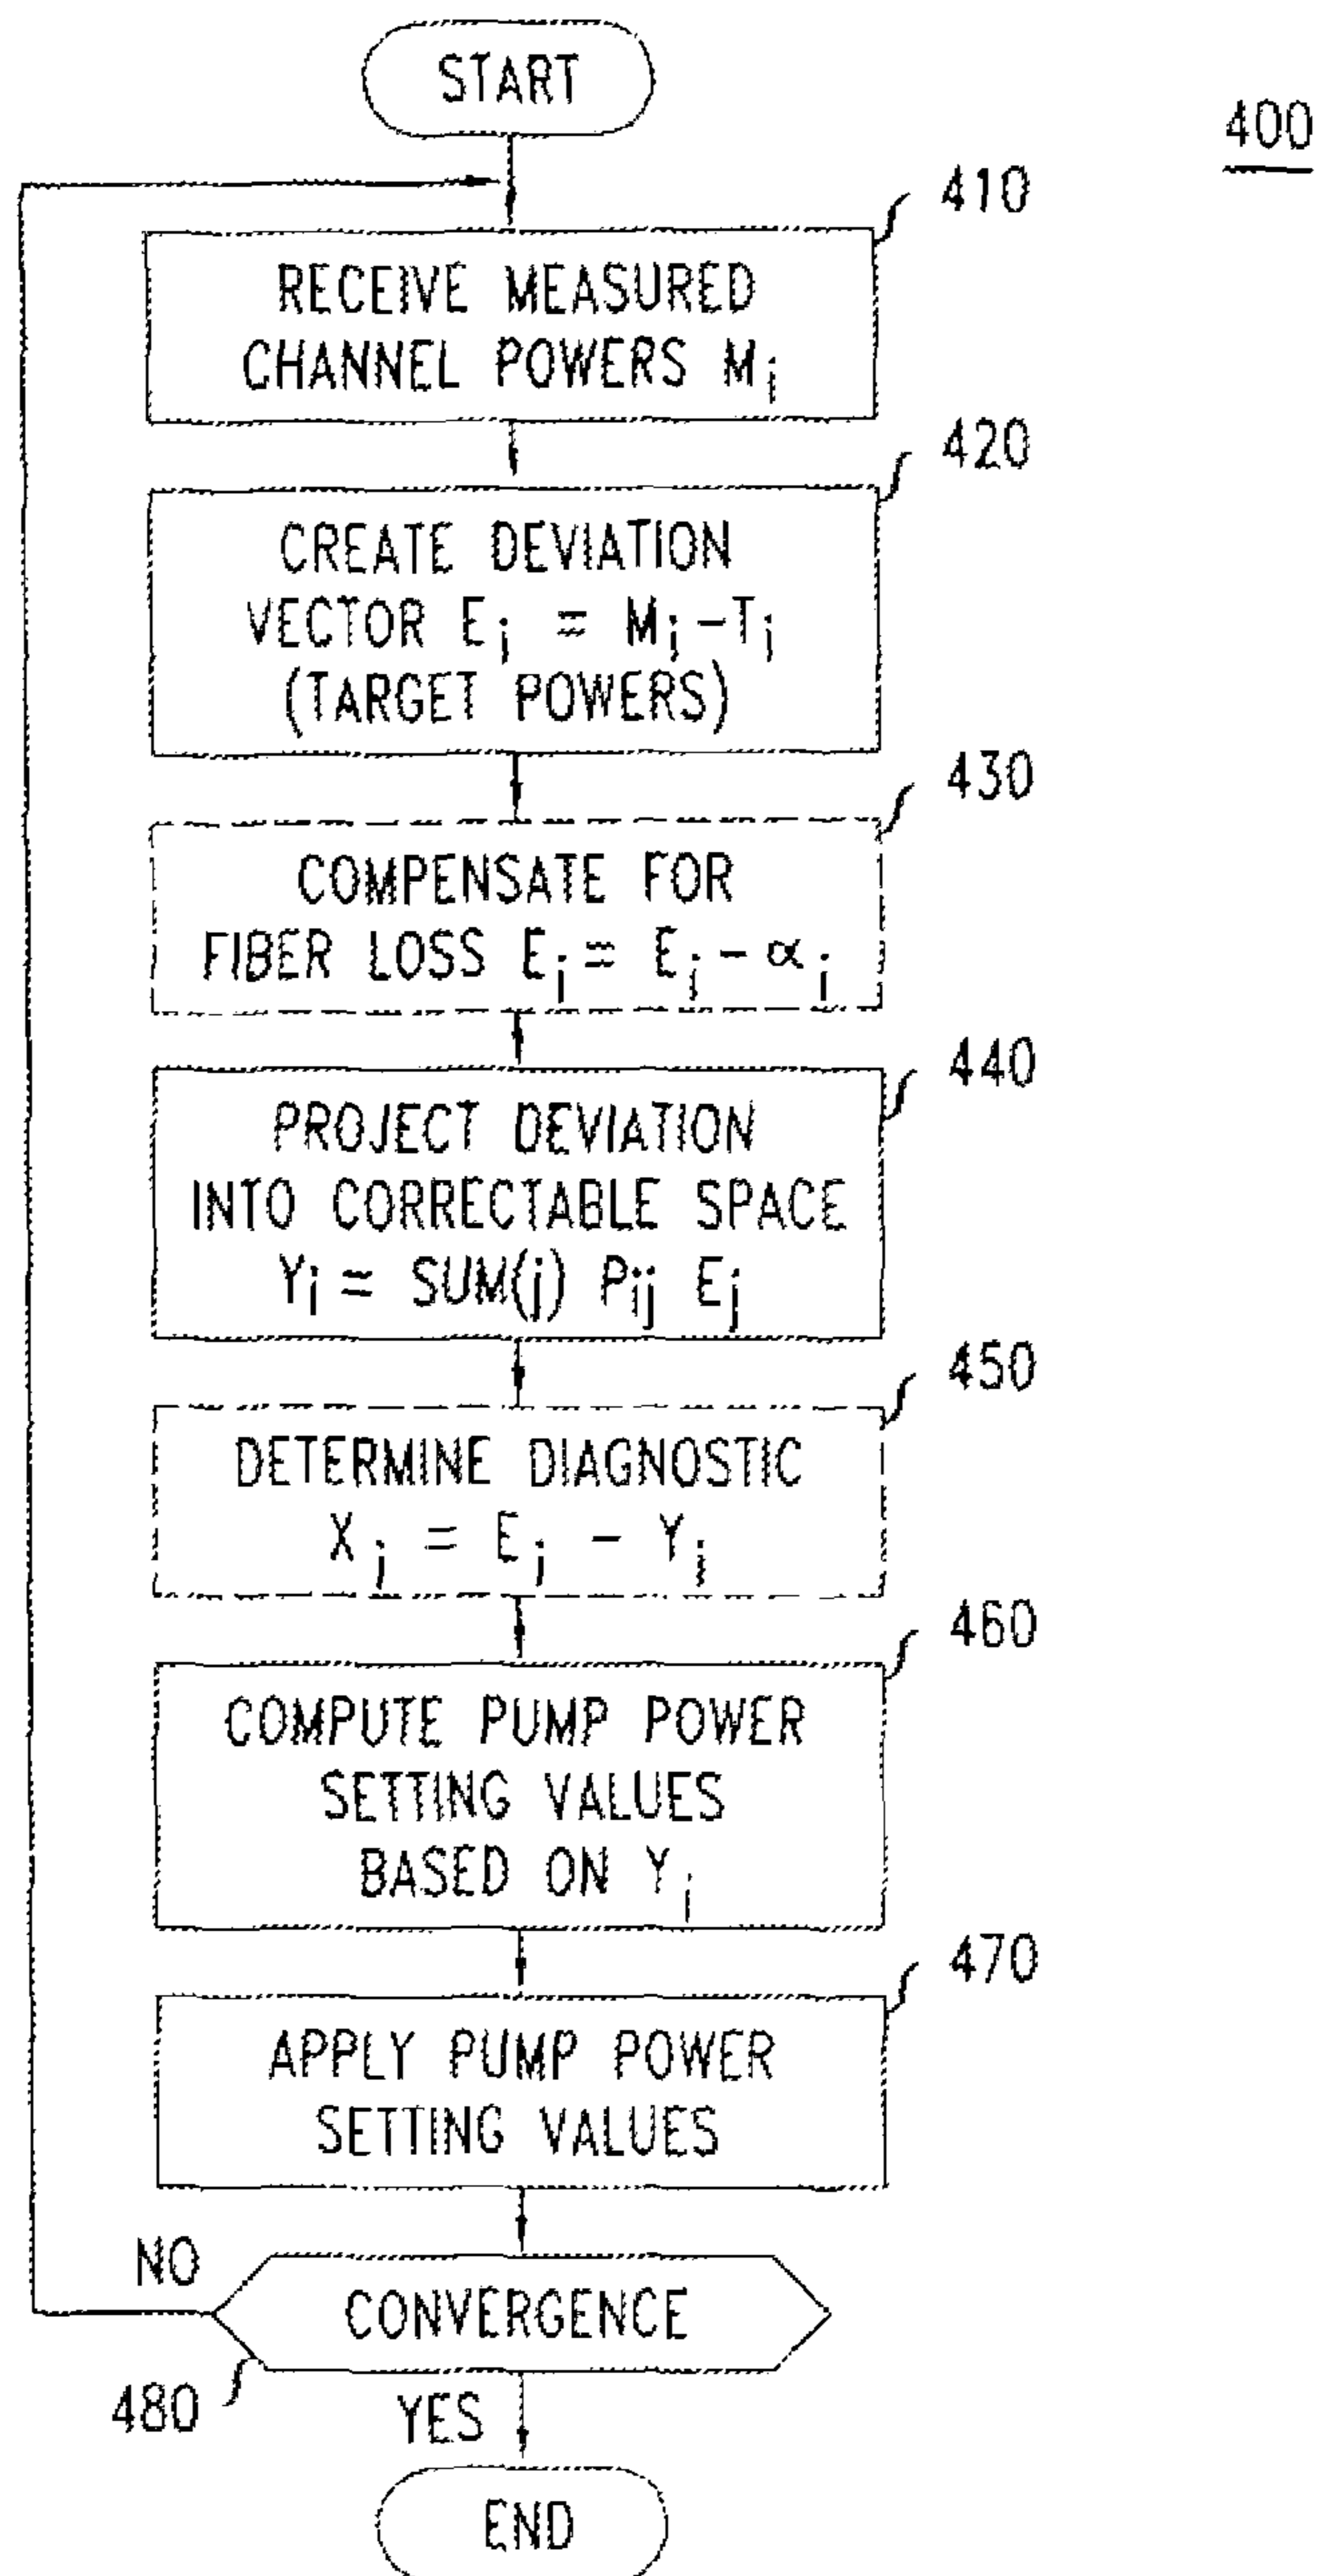 START
400
410
RECEIVE MEASURED
CHANNEL POWERS Mi
420
CREATE DEVIATION
VECTOR Ei = Mi-Ti
(TARGET POWERS)
430
COMPENSATE FOR
FIBER LOSS Ei = Ei - αi
440
PROJECT DEVIATION
INTO CORRECTABLE SPACE
Yi = SUM(j) Pij Ej
450
DETERMINE DIAGNOSTIC
Xi = Ei - Yi
460
COMPUTE PUMP POWER
SETTING VALUES
BASED ON Yi
470
APPLY PUMP POWER
SETTING VALUES
NO
CONVERGENCE
480
YES
END